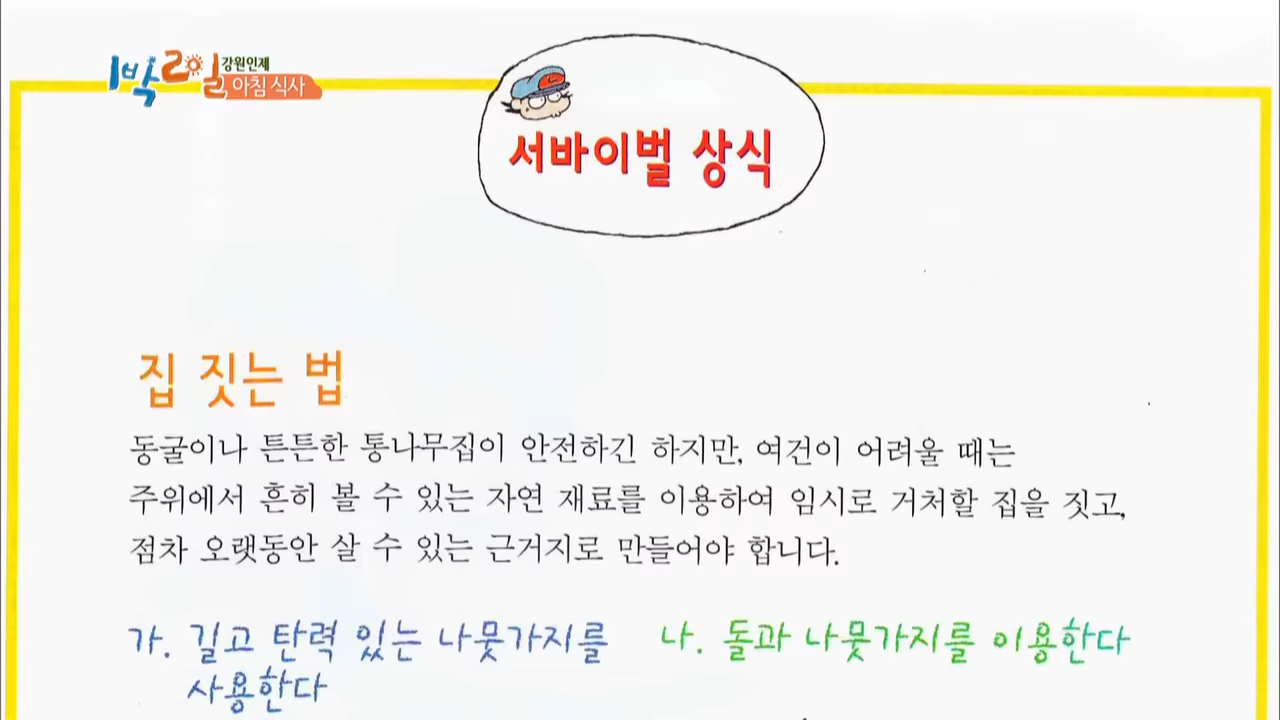 1박2일
강원인제
아침 식사
서바이벌 상식
집 짓는 법
동굴이나 튼튼한 통나무집이 안전하긴 하지만, 여건이 어려울 때는
주위에서 흔히 볼 수 있는 자연 재료를 이용하여 임시로 거처할 집을 짓고,
점차 오랫동안 살 수 있는 근거지로 만들어야 합니다.
가. 길고 탄력 있는 나뭇가지를
사용한다
나. 돌과 나뭇가지를 이용한다